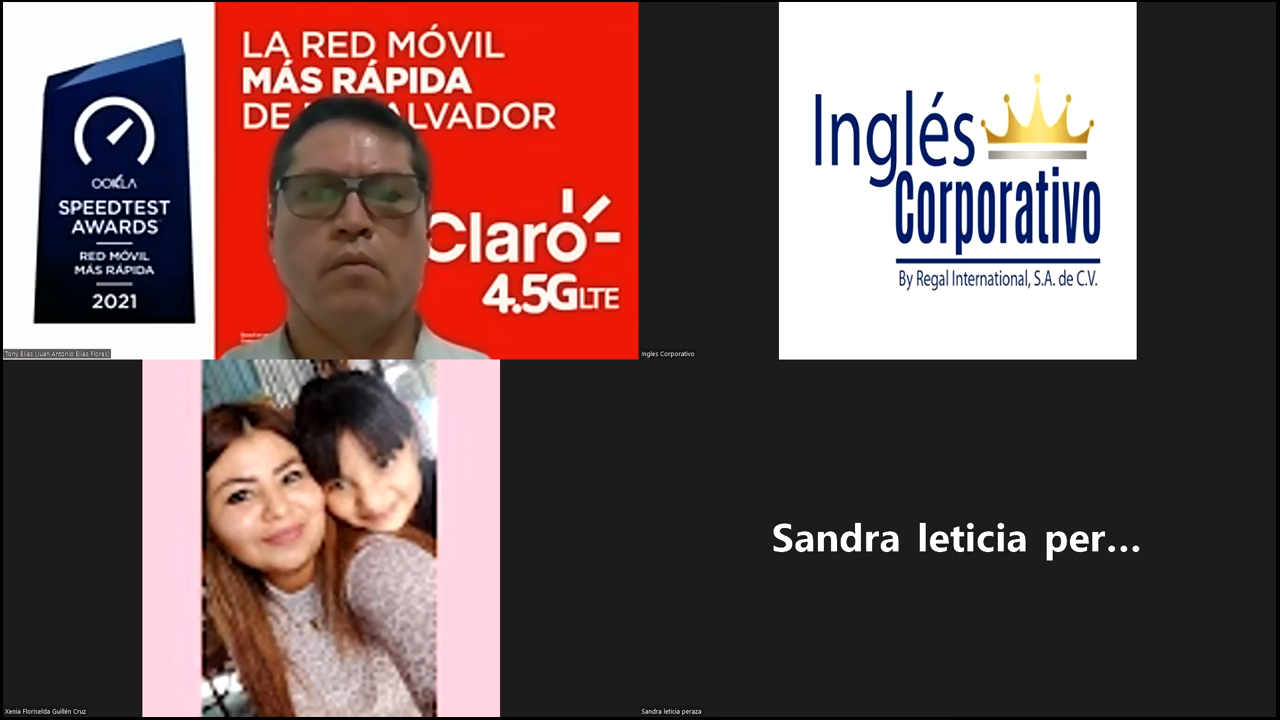 LA RED MÓVIL
MÁS RÁPIDA
DE ALVADOR
OOKLA
SPEEDTEST
AWARDS
RED MÓVIL
MÁS RÁPIDA
2021
Claro
4.5G LTE
Tony Elias (Juan Antonio Elias Flores)
Inglés
Corporativo
By Regal International, S.A. de C.V.
Ingles Corporativo
Xenia Floriselda Guillén Cruz
Sandra leticia per...
Sandra leticia peraza